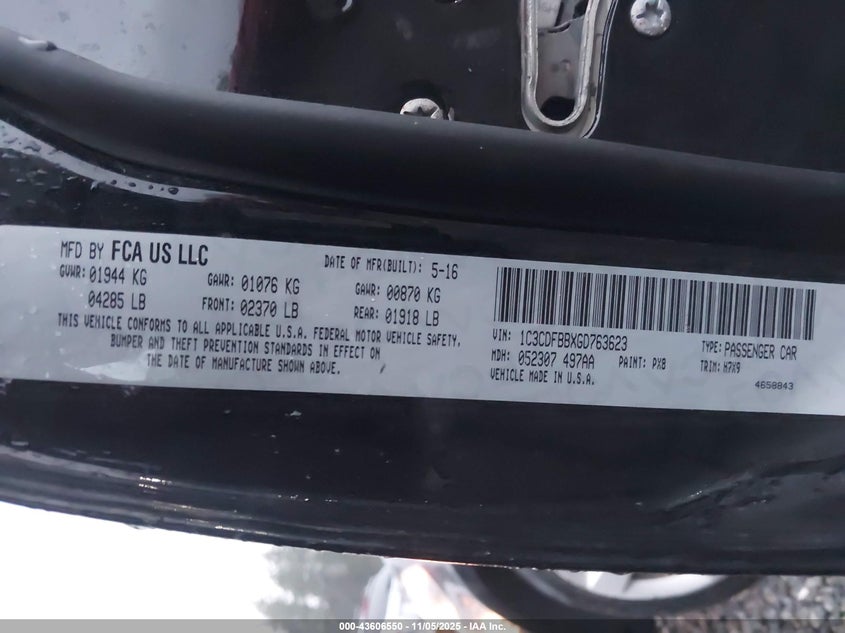 MFD BY FCA US LLC
DATE OF MFR(BUILT): 5-16
GVWR: 01944 KG GAWR: 01076 KG GAWR: 00870 KG
04285 LB FRONT: 02370 LB REAR: 01918 LB
THIS VEHICLE CONFORMS TO ALL APPLICABLE U.S.A. FEDERAL MOTOR VEHICLE SAFETY,
BUMPER AND THEFT PREVENTION STANDARDS IN EFFECT ON
THE DATE OF MANUFACTURE SHOWN ABOVE.
VIN: 1C3CDFBBXGD763623 TYPE: PASSENGER CAR
MDH: 052307 497AA PAINT: PX8 TRIM: H7X9
VEHICLE MADE IN U.S.A.
4658843
000-43606550 — 11/05/2025 — IAA Inc.